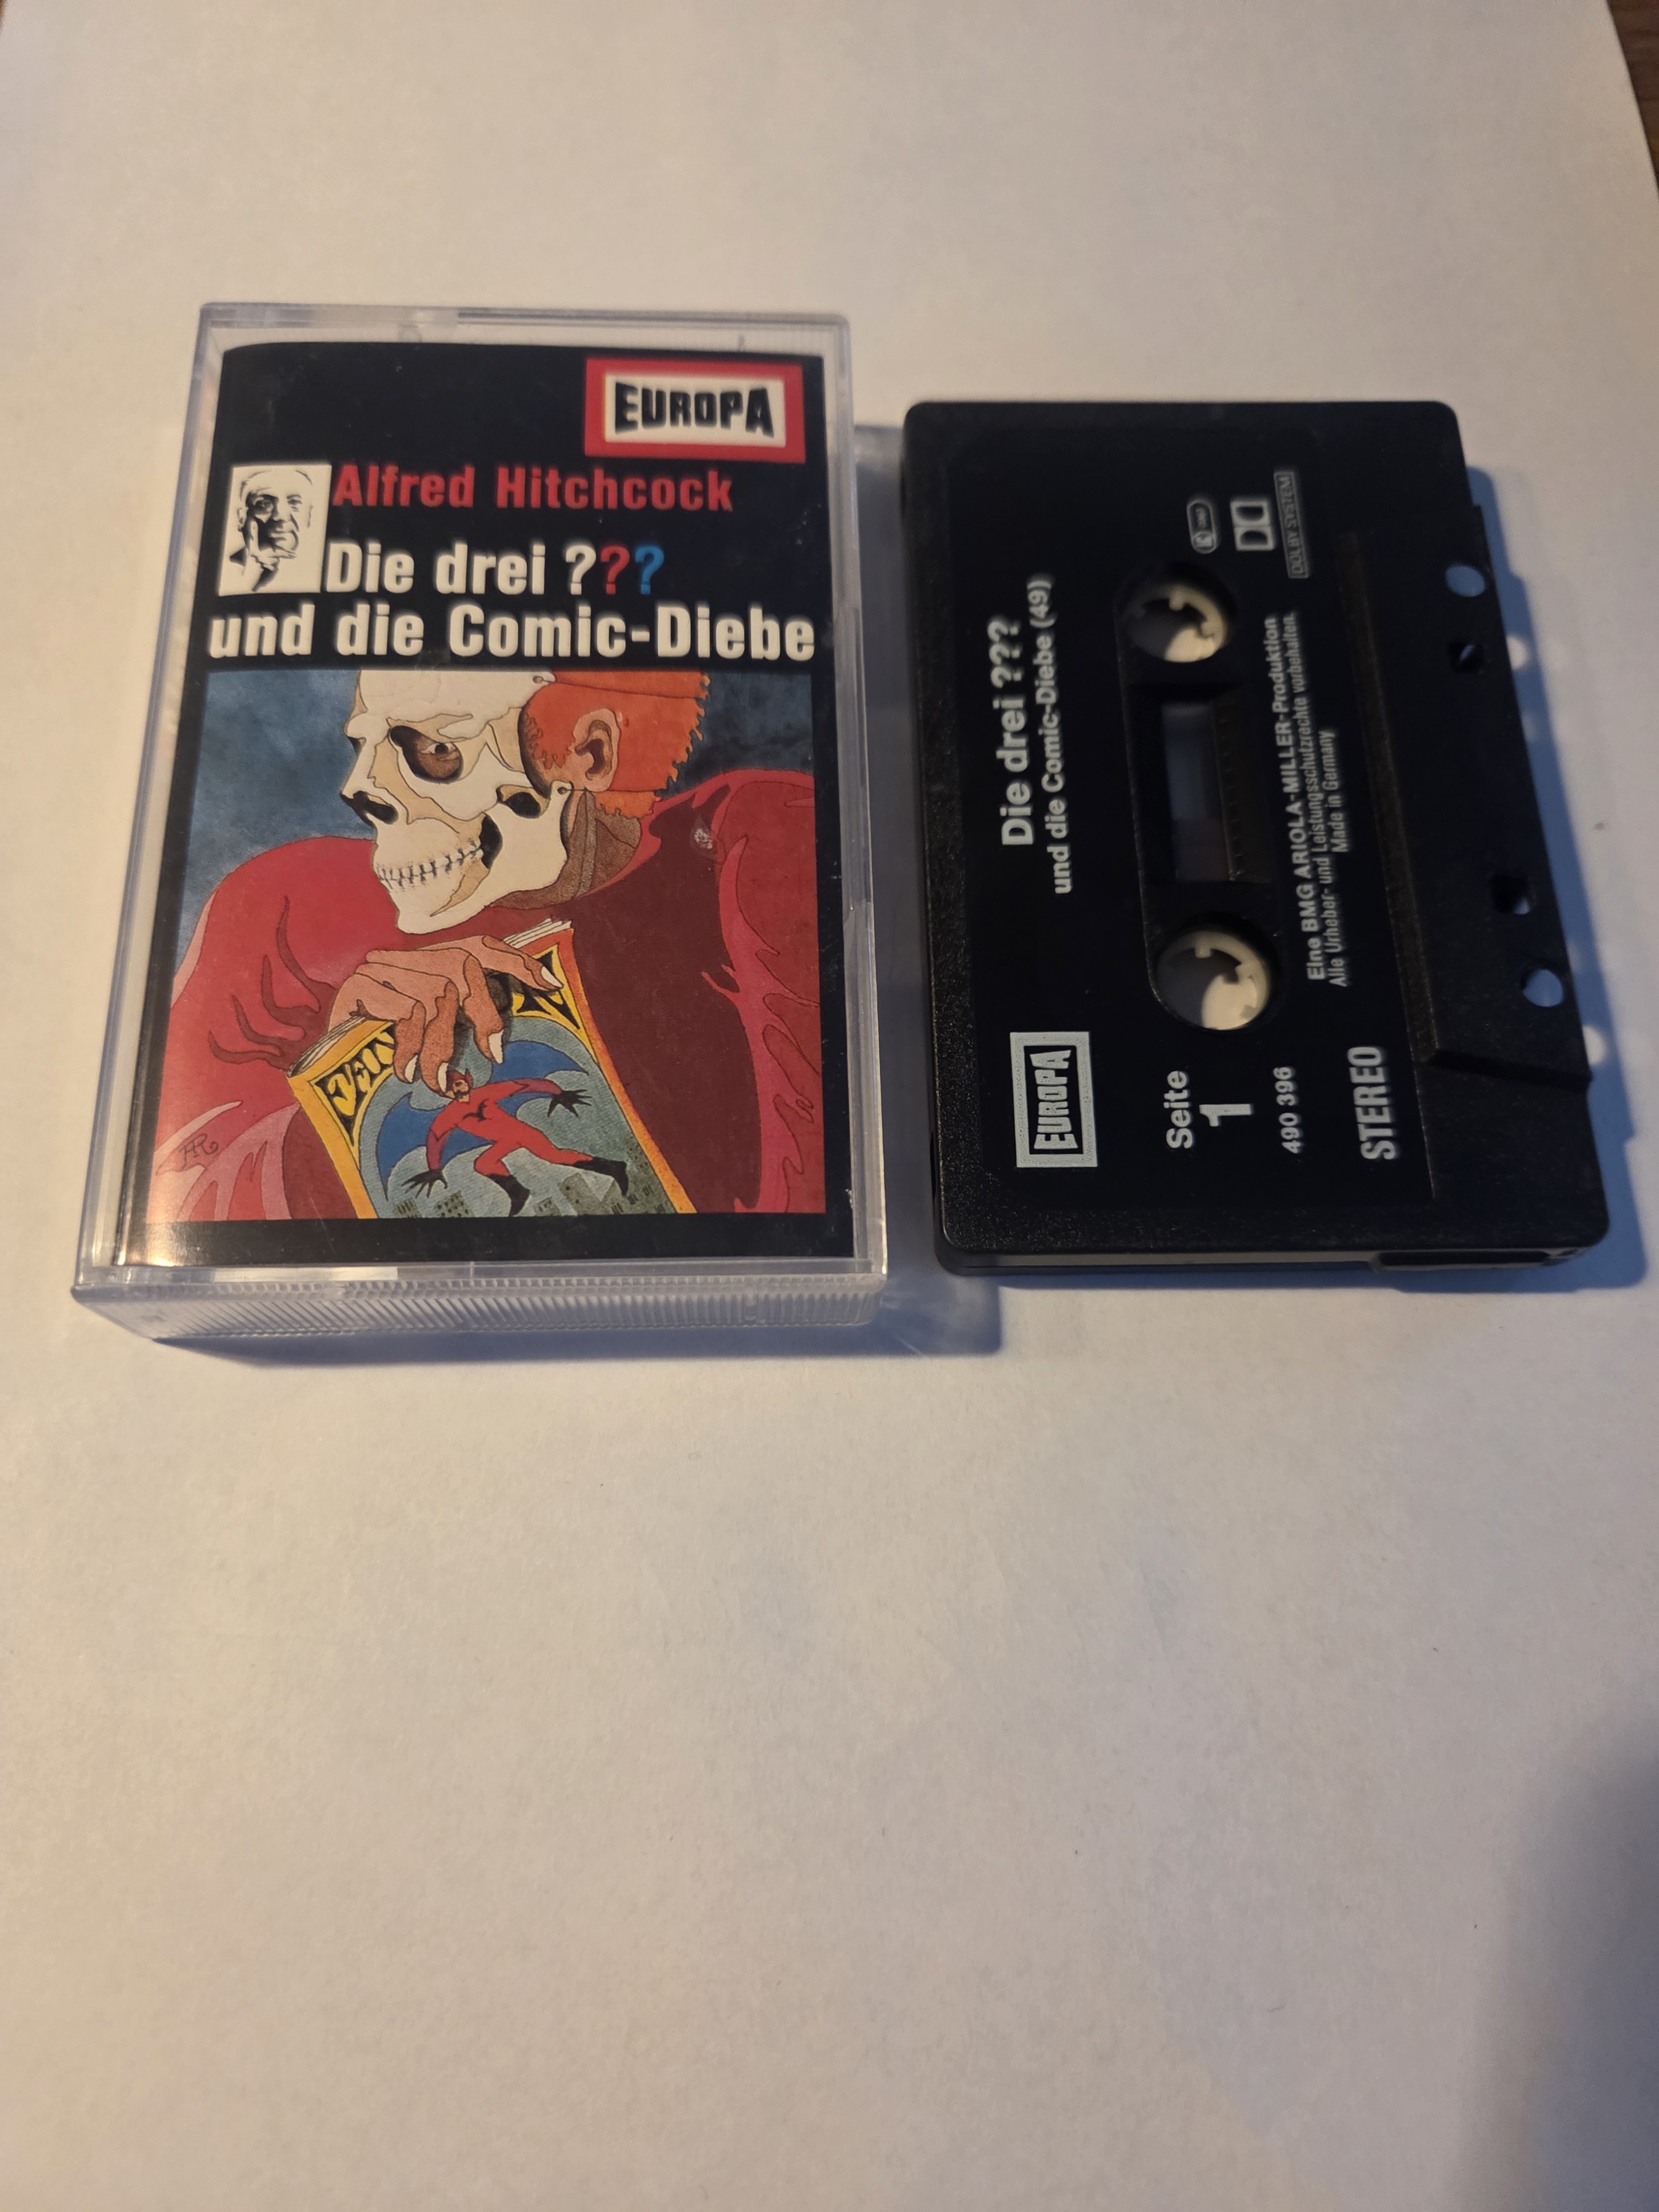 EUROPA
Alfred Hitchcock
Die drei ???
und die Comic-Diebe
Die drei ???
und die Comic-Diebe (49)
EUROPA
Seite
1
490 396
STEREO
Eine BMG ARIOLA-MILLER-Produktion
Alle Urheber- und Leistungsschutzrechte vorbehalten.
Made in Germany
DOLBY SYSTEM